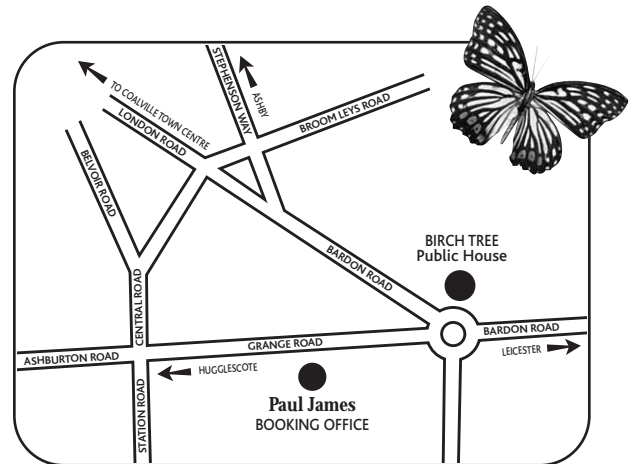 TO COALVILLE TOWN CENTRE
LONDON ROAD
STEPHENSON WAY
ASHBY
BROOM LEYS ROAD
BELVOIR ROAD
BARDON ROAD
BIRCH TREE
Public House
CENTRAL ROAD
BARDON ROAD
LEICESTER
GRANGE ROAD
ASHBURTON ROAD
HUGGLESCOTE
STATION ROAD
Paul James
BOOKING OFFICE